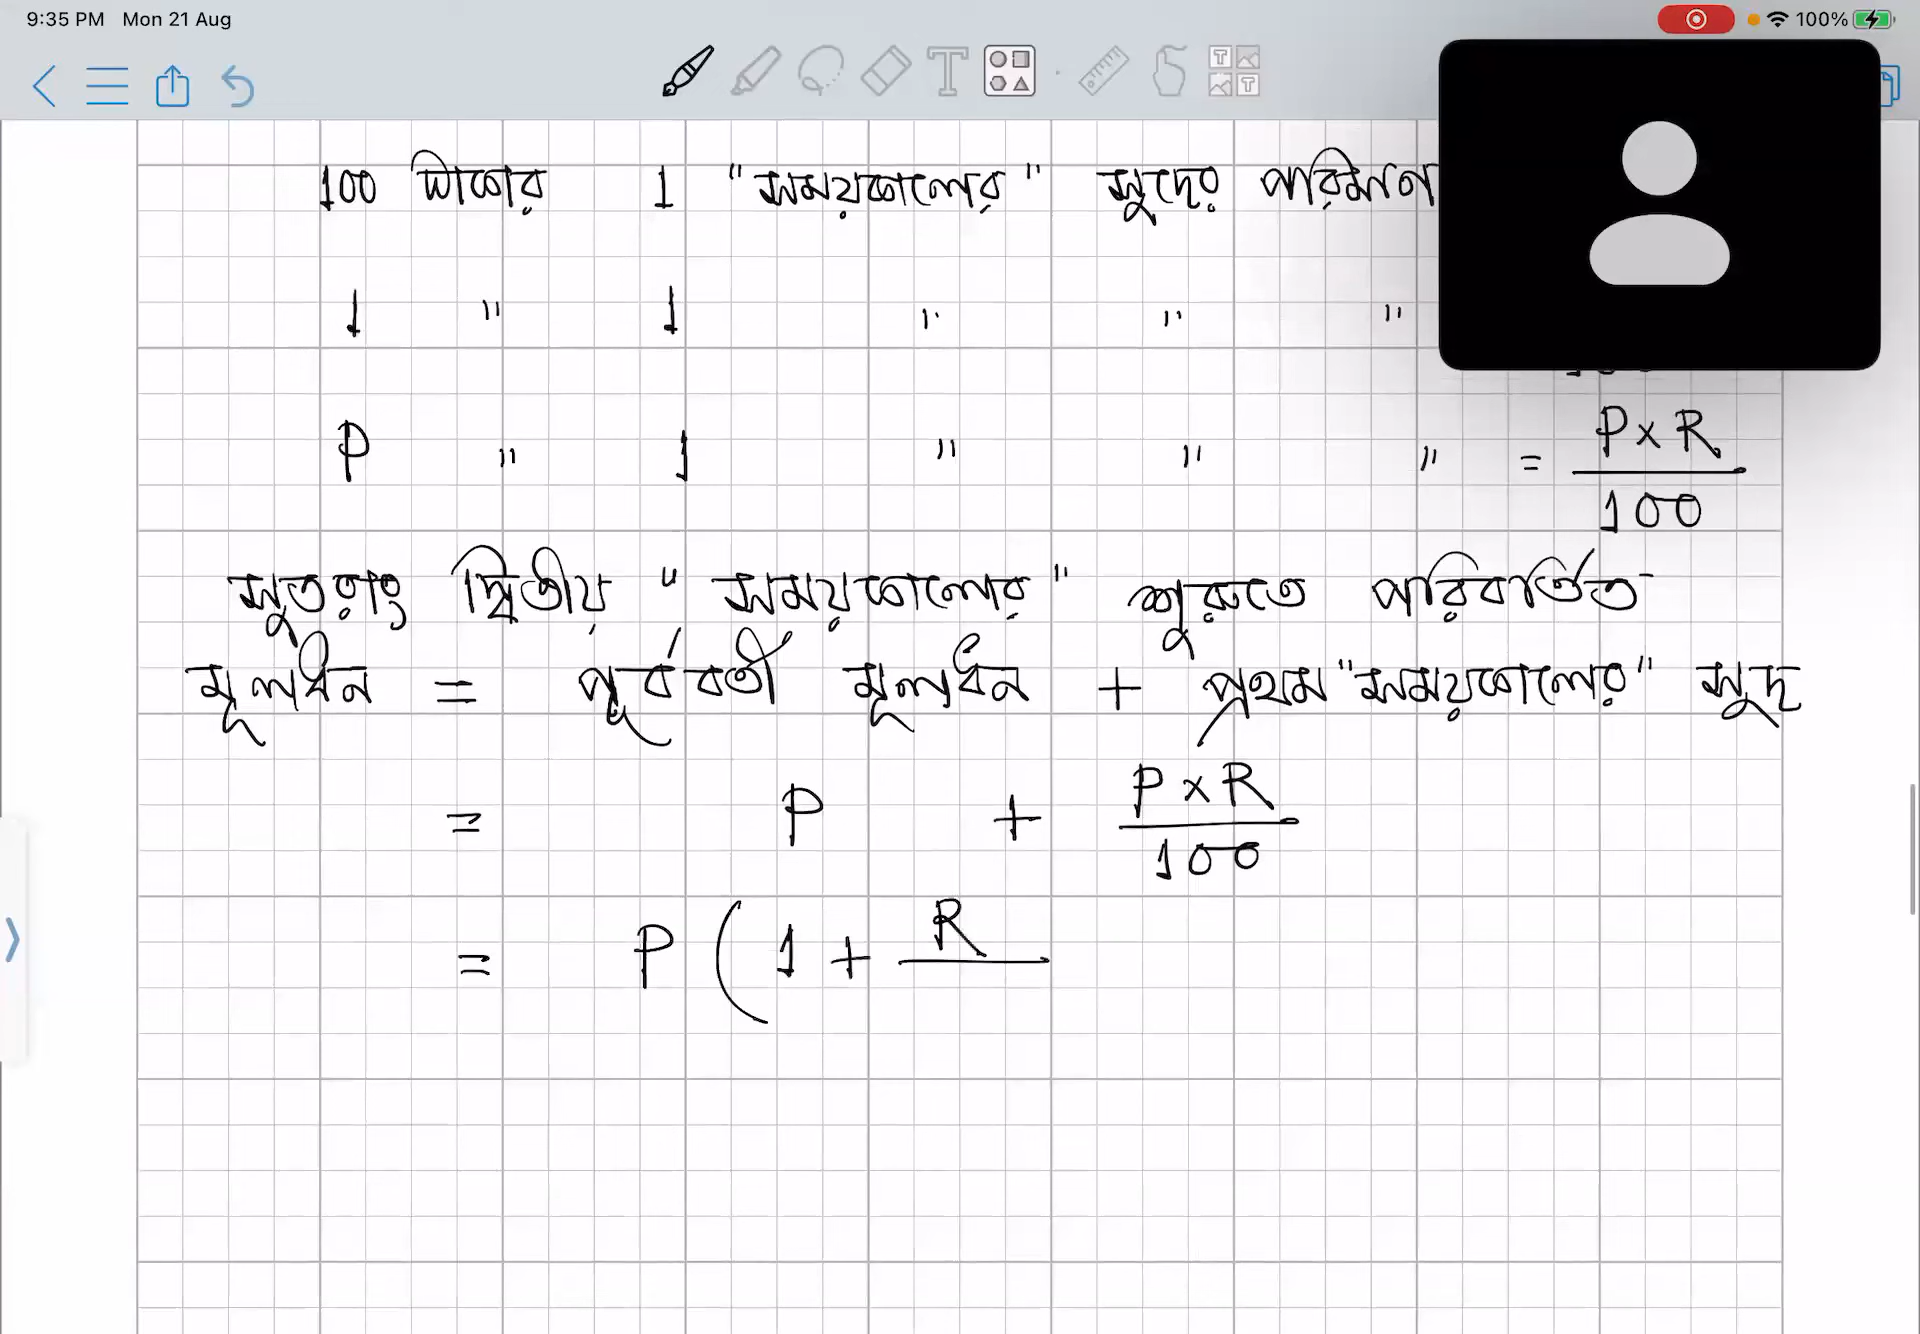 9:35 PM Mon 21 Aug 100%
100 টাকার 1 "সময়কালের" সুদের পরিমাণ
1 " 1 " " "
P " 1 " " " = P × R / 100
সুতরাং দ্বিতীয় "সময়কালের" শুরুতে পরিবর্তিত
মূলধন = পূর্ববর্তী মূলধন + প্রথম "সময়কালের" সুদ
= P + P × R / 100
= P ( 1 + R /